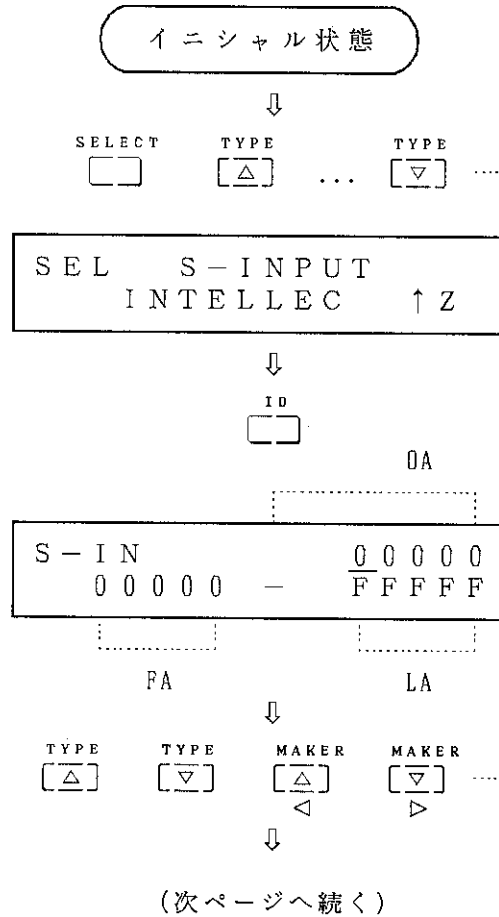 イニシャル状態
⇩
SELECT TYPE TYPE
△ ... ▽ ....
SEL S-INPUT
INTELLEC ↑Z
⇩
ID
OA
S-IN 00000
00000 - FFFFF
FA LA
⇩
TYPE TYPE MAKER MAKER
△ ▽ △ ▽ ....
◁ ▷
⇩
(次ページへ続く)